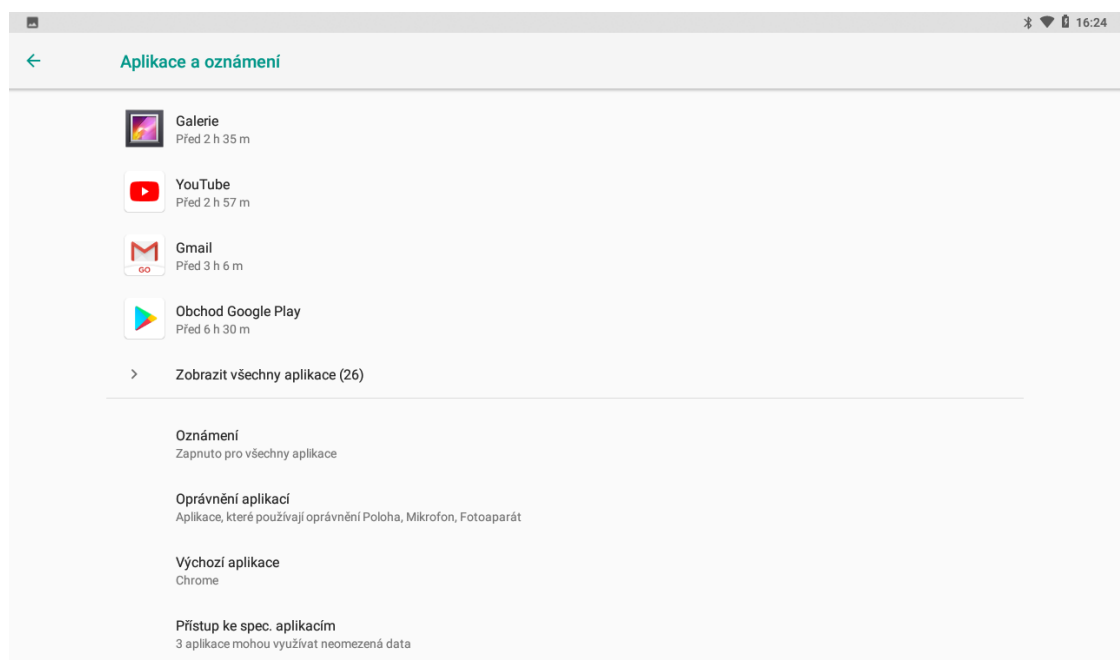 16:24
Aplikace a oznámení
Galerie
Před 2 h 35 m
YouTube
Před 2 h 57 m
GO
Gmail
Před 3 h 6 m
Obchod Google Play
Před 6 h 30 m
Zobrazit všechny aplikace (26)
Oznámení
Zapnuto pro všechny aplikace
Oprávnění aplikací
Aplikace, které používají oprávnění Poloha, Mikrofon, Fotoaparát
Výchozí aplikace
Chrome
Přístup ke spec. aplikacím
3 aplikace mohou využívat neomezená data